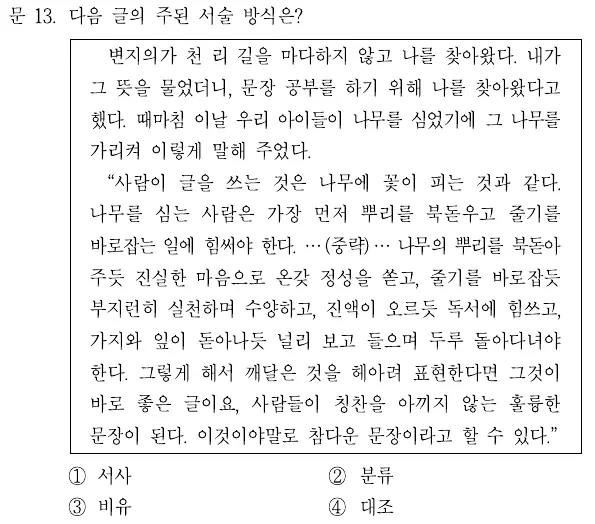 문 13. 다음 글의 주된 서술 방식은?
변지의가 천 리 길을 마다하지 않고 나를 찾아왔다. 내가
그 뜻을 물었더니, 문장 공부를 하기 위해 나를 찾아왔다고
했다. 때마침 이날 우리 아이들이 나무를 심었기에 그 나무를
가리켜 이렇게 말해 주었다.
“사람이 글을 쓰는 것은 나무에 꽃이 피는 것과 같다.
나무를 심는 사람은 가장 먼저 뿌리를 북돋우고 줄기를
바로잡는 일에 힘써야 한다. …(중략)… 나무의 뿌리를 북돋아
주듯 진실한 마음으로 온갖 정성을 쏟고, 줄기를 바로잡듯
부지런히 실천하며 수양하고, 진액이 오르듯 독서에 힘쓰고,
가지와 잎이 돋아나듯 널리 보고 들으며 두루 돌아다녀야
한다. 그렇게 해서 깨달은 것을 헤아려 표현한다면 그것이
바로 좋은 글이요, 사람들이 칭찬을 아끼지 않는 훌륭한
문장이 된다. 이것이야말로 참다운 문장이라고 할 수 있다.”
① 서사 ② 분류
③ 비유 ④ 대조